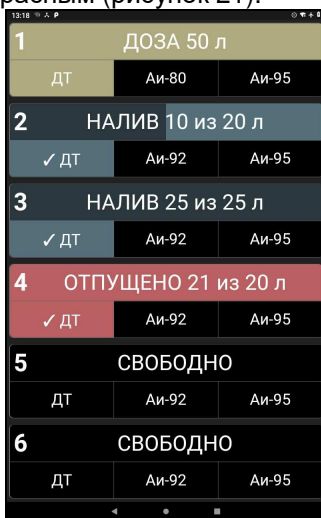 расным (рисунок 21).
13:18
1 ДОЗА 50 л
ДТ Аи-80 Аи-95
2 НАЛИВ 10 из 20 л
✓ ДТ Аи-92 Аи-95
3 НАЛИВ 25 из 25 л
✓ ДТ Аи-92 Аи-95
4 ОТПУЩЕНО 21 из 20 л
✓ ДТ Аи-92 Аи-95
5 СВОБОДНО
ДТ Аи-92 Аи-95
6 СВОБОДНО
ДТ Аи-92 Аи-95